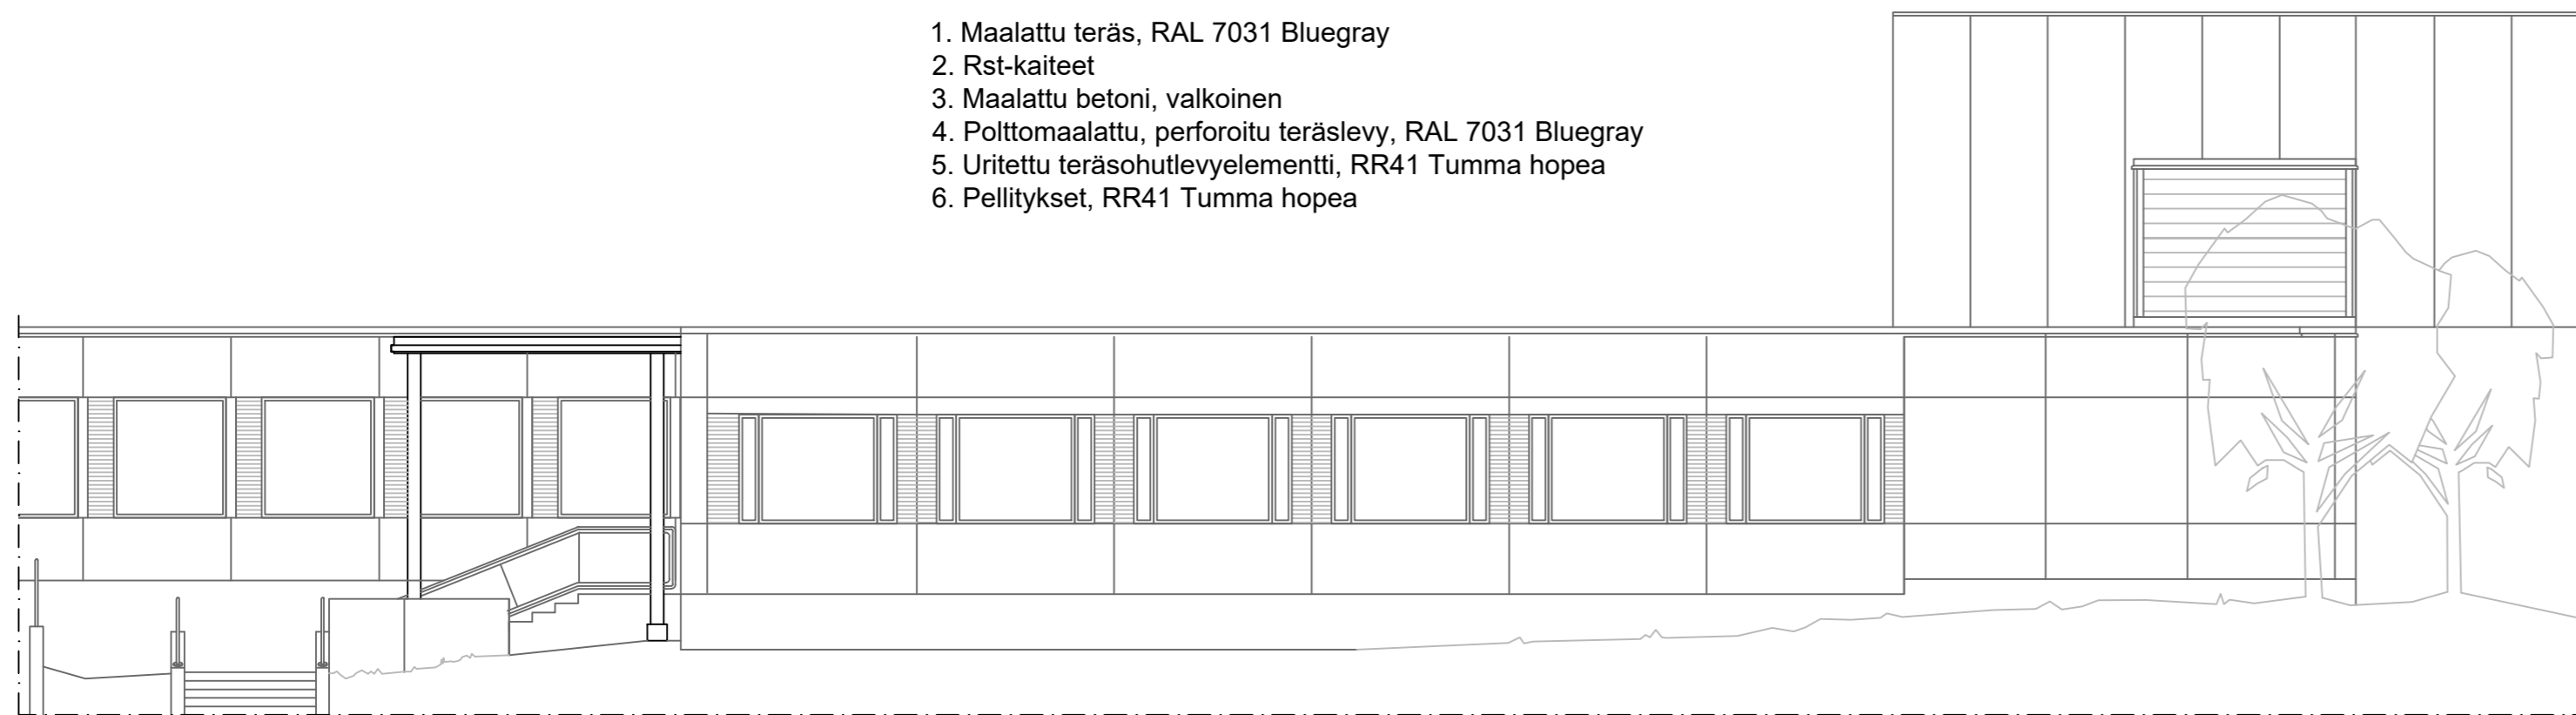 1. Maalattu teräs, RAL 7031 Bluegray
2. Rst-kaiteet
3. Maalattu betoni, valkoinen
4. Polttomaalattu, perforoitu teräslevy, RAL 7031 Bluegray
5. Uritettu teräsohutlevyelementti, RR41 Tumma hopea
6. Pellitykset, RR41 Tumma hopea